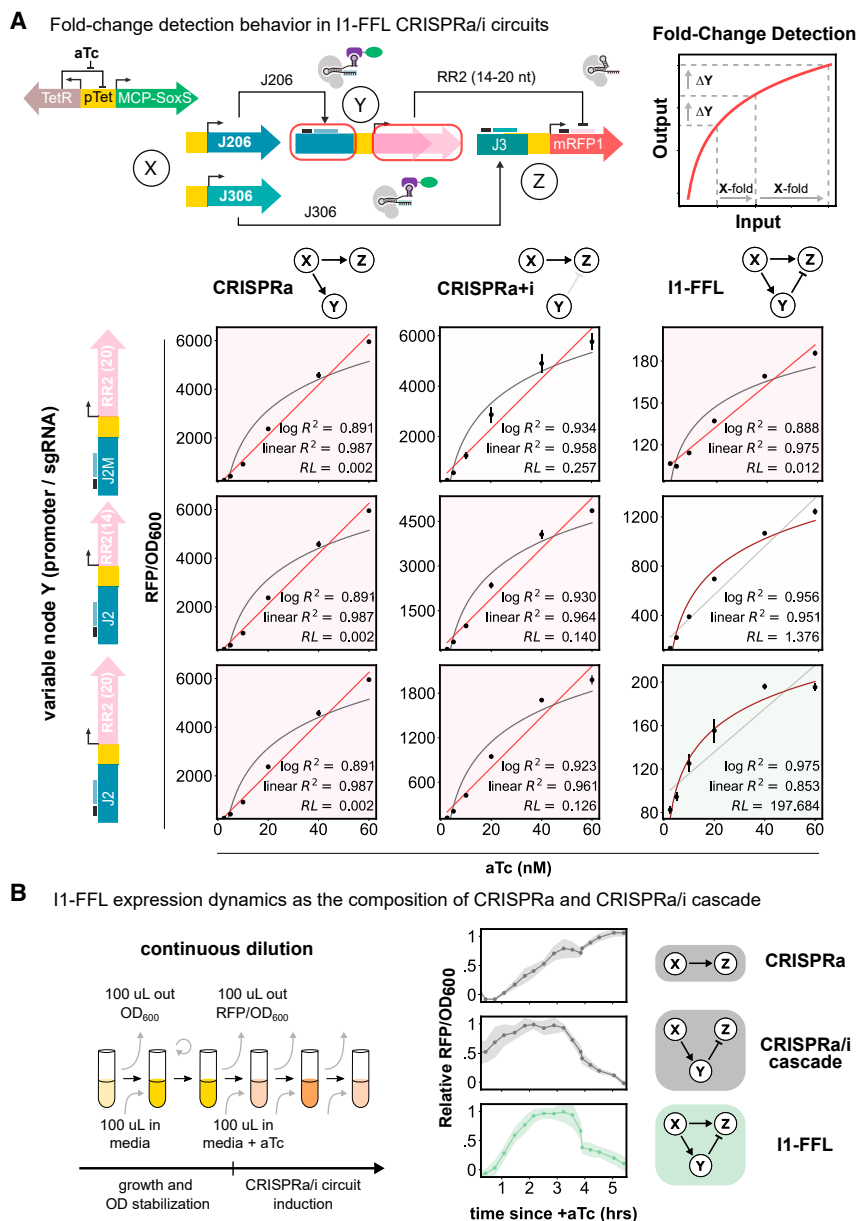 A Fold-change detection behavior in I1-FFL CRISPRa/i circuits
aTc
TetR pTet MCP-SoxS
J206
Y
RR2 (14-20 nt)
X
J206
J3 mRFP1
Z
J306
J306
Fold-Change Detection
Output
ΔY
ΔY
X-fold X-fold
Input
CRISPRa
X Z
Y
CRISPRa+i
X Z
Y
I1-FFL
X Z
Y
variable node Y (promoter / sgRNA)
RFP/OD600
RR2 (20)
J2M
6000
4000
2000
log R² = 0.891
linear R² = 0.987
RL = 0.002
6000
4000
2000
log R² = 0.934
linear R² = 0.958
RL = 0.257
180
160
140
120
100
log R² = 0.888
linear R² = 0.975
RL = 0.012
RR2(14)
J2
6000
4000
2000
log R² = 0.891
linear R² = 0.987
RL = 0.002
4500
3000
1500
log R² = 0.930
linear R² = 0.964
RL = 0.140
1200
800
400
log R² = 0.956
linear R² = 0.951
RL = 1.376
RR2 (20)
J2
6000
4000
2000
log R² = 0.891
linear R² = 0.987
RL = 0.002
1800
1200
600
log R² = 0.923
linear R² = 0.961
RL = 0.126
200
160
120
80
log R² = 0.975
linear R² = 0.853
RL = 197.684
0 20 40 60
0 20 40 60
0 20 40 60
aTc (nM)
B I1-FFL expression dynamics as the composition of CRISPRa and CRISPRa/i cascade
continuous dilution
100 uL out
OD600
100 uL out
RFP/OD600
100 uL in
media
100 uL in
media + aTc
growth and
OD stabilization
CRISPRa/i circuit
induction
Relative RFP/OD600
1
.5
0
X Z
CRISPRa
1
.5
0
X Z
Y
CRISPRa/i
cascade
1
.5
0
X Z
Y
I1-FFL
1 2 3 4 5
time since +aTc (hrs)